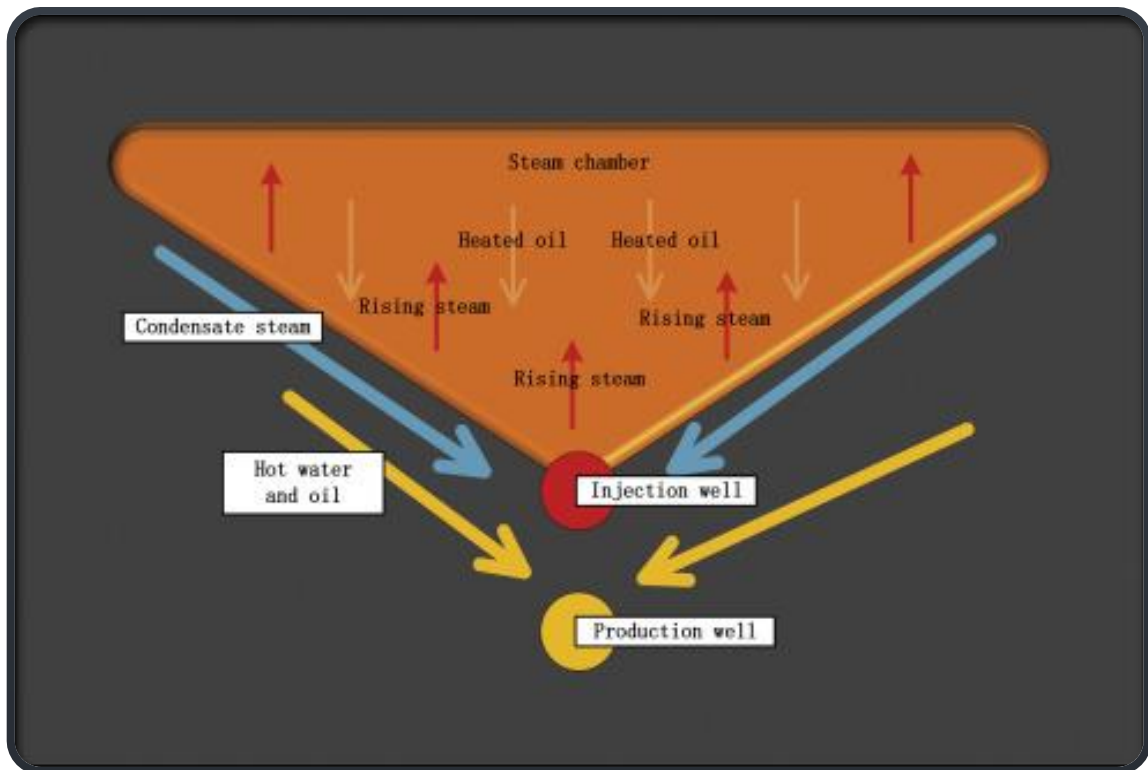 Steam chamber
Heated oil
Heated oil
Rising steam
Rising steam
Condensate steam
Rising steam
Hot water
and oil
Injection well
Production well